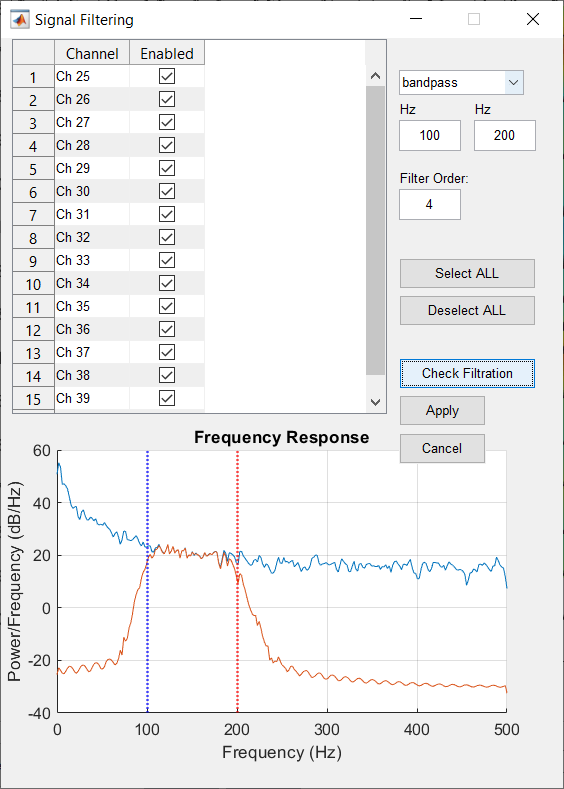 Signal Filtering
Channel Enabled
1 Ch 25
2 Ch 26
3 Ch 27
4 Ch 28
5 Ch 29
6 Ch 30
7 Ch 31
8 Ch 32
9 Ch 33
10 Ch 34
11 Ch 35
12 Ch 36
13 Ch 37
14 Ch 38
15 Ch 39
bandpass
Hz Hz
100 200
Filter Order:
4
Select ALL
Deselect ALL
Check Filtration
Apply
Cancel
Frequency Response
Power/Frequency (dB/Hz)
60
40
20
0
-20
-40
0 100 200 300 400 500
Frequency (Hz)